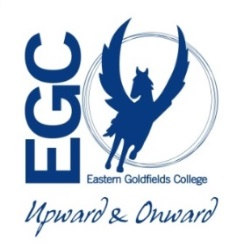 EGC
Eastern Goldfields College
Upward & Onward